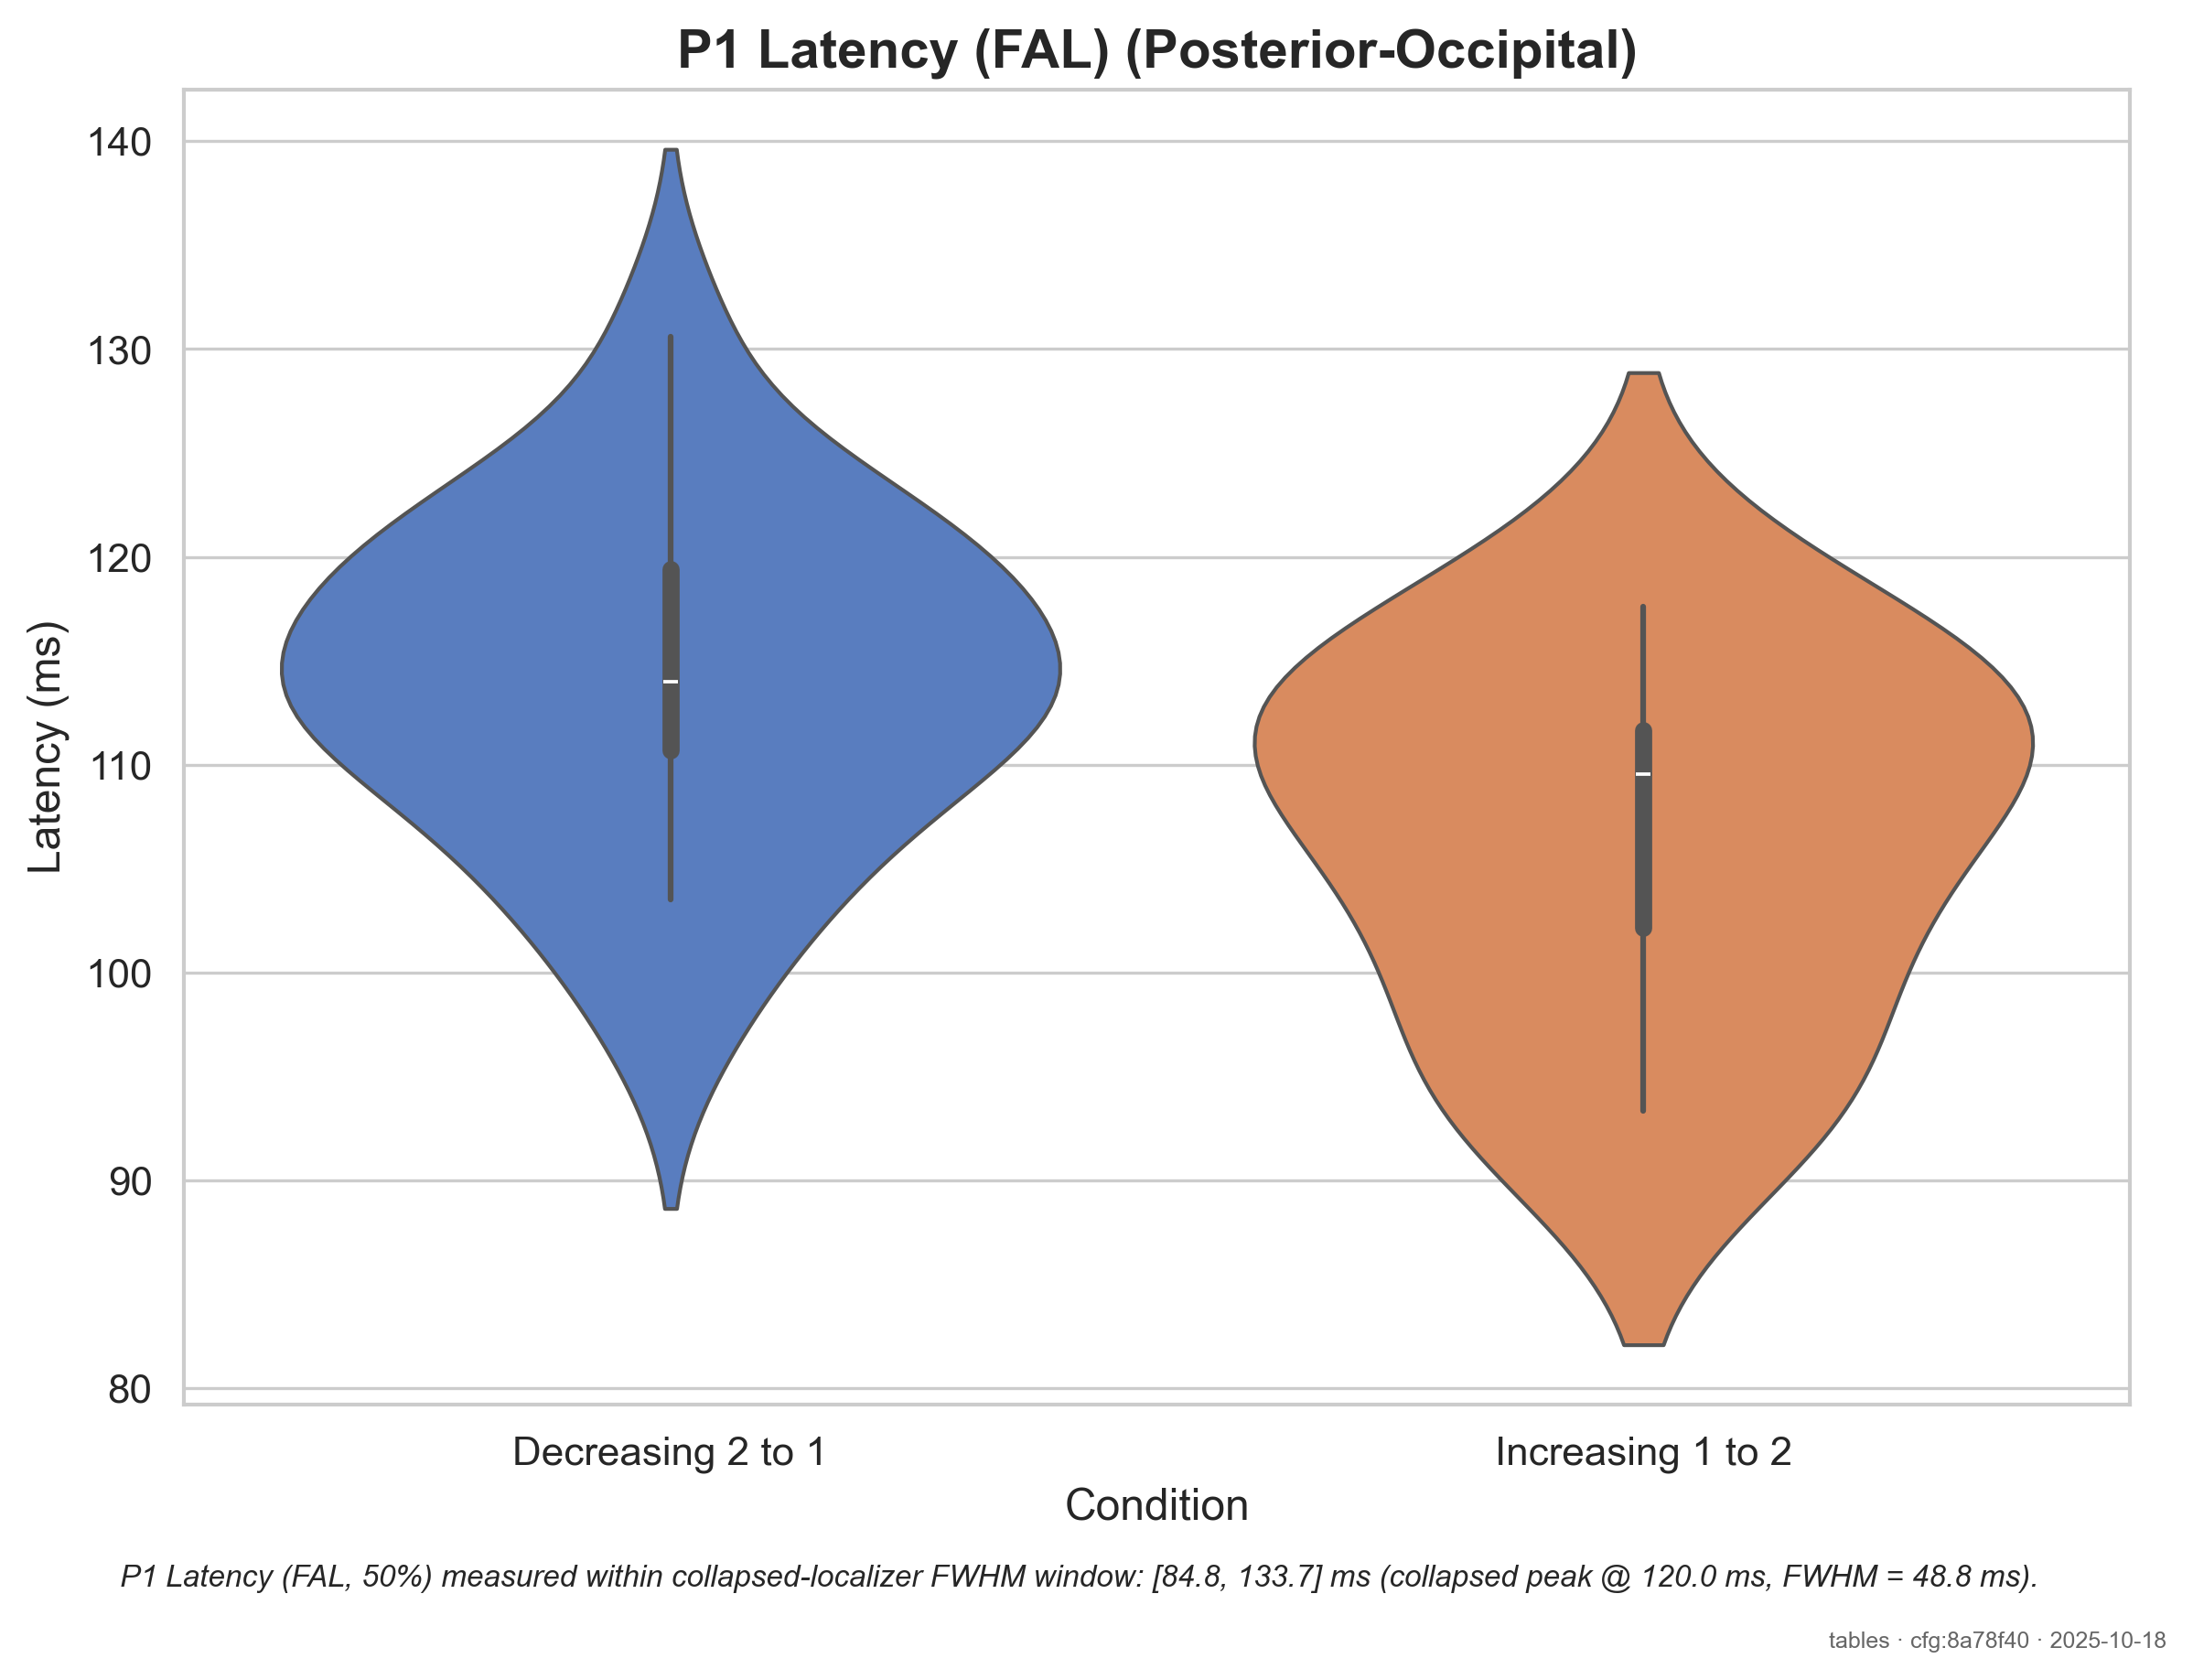 P1 Latency (FAL) (Posterior-Occipital)
140
130
120
110
100
90
80
Latency (ms)
Decreasing 2 to 1
Increasing 1 to 2
Condition
P1 Latency (FAL, 50%) measured within collapsed-localizer FWHM window: [84.8, 133.7] ms (collapsed peak @ 120.0 ms, FWHM = 48.8 ms).
tables · cfg:8a78f40 · 2025-10-18